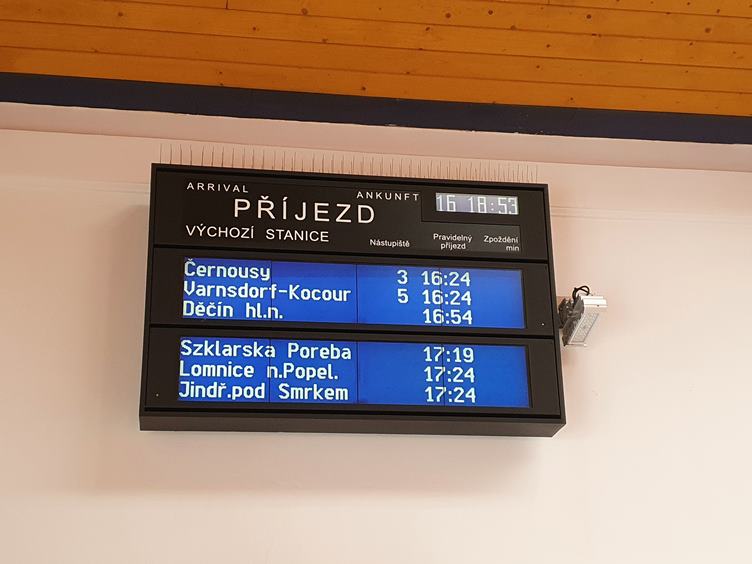 ARRIVAL
ANKUNFT
PŘÍJEZD
16 18:53
VÝCHOZÍ STANICE
Nástupiště
Pravidelný příjezd
Zpoždění min
Černousy 3 16:24
Varnsdorf-Kocour 5 16:24
Děčín hl.n. 16:54
Szklarska Poreba 17:19
Lomnice n.Popel. 17:24
Jindř.pod Smrkem 17:24